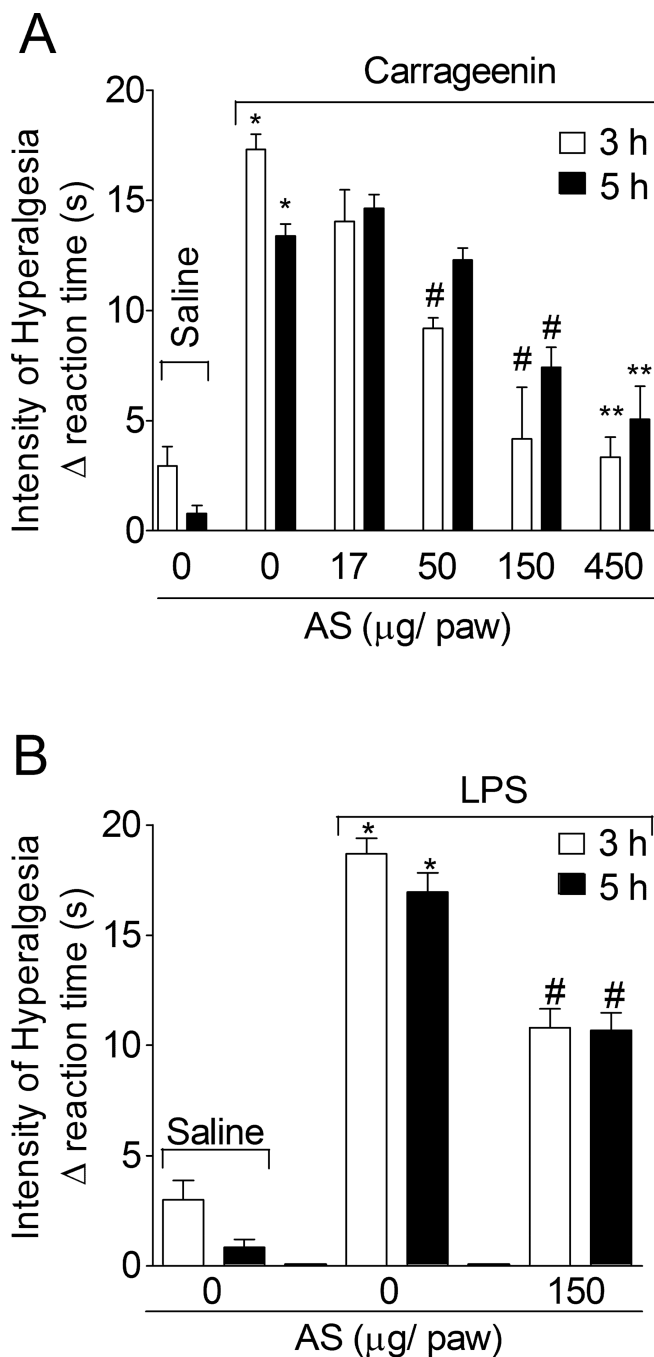 A
Carrageenin
20
3 h
*
5 h
*
15
Saline
10
#
#
#
**
**
5
0
Intensity of Hyperalgesia
Δ reaction time (s)
0 0 17 50 150 450
AS (μg/ paw)
B
LPS
20
*
3 h
*
5 h
15
# #
10
Saline
5
0
Intensity of Hyperalgesia
Δ reaction time (s)
0 0 150
AS (μg/ paw)